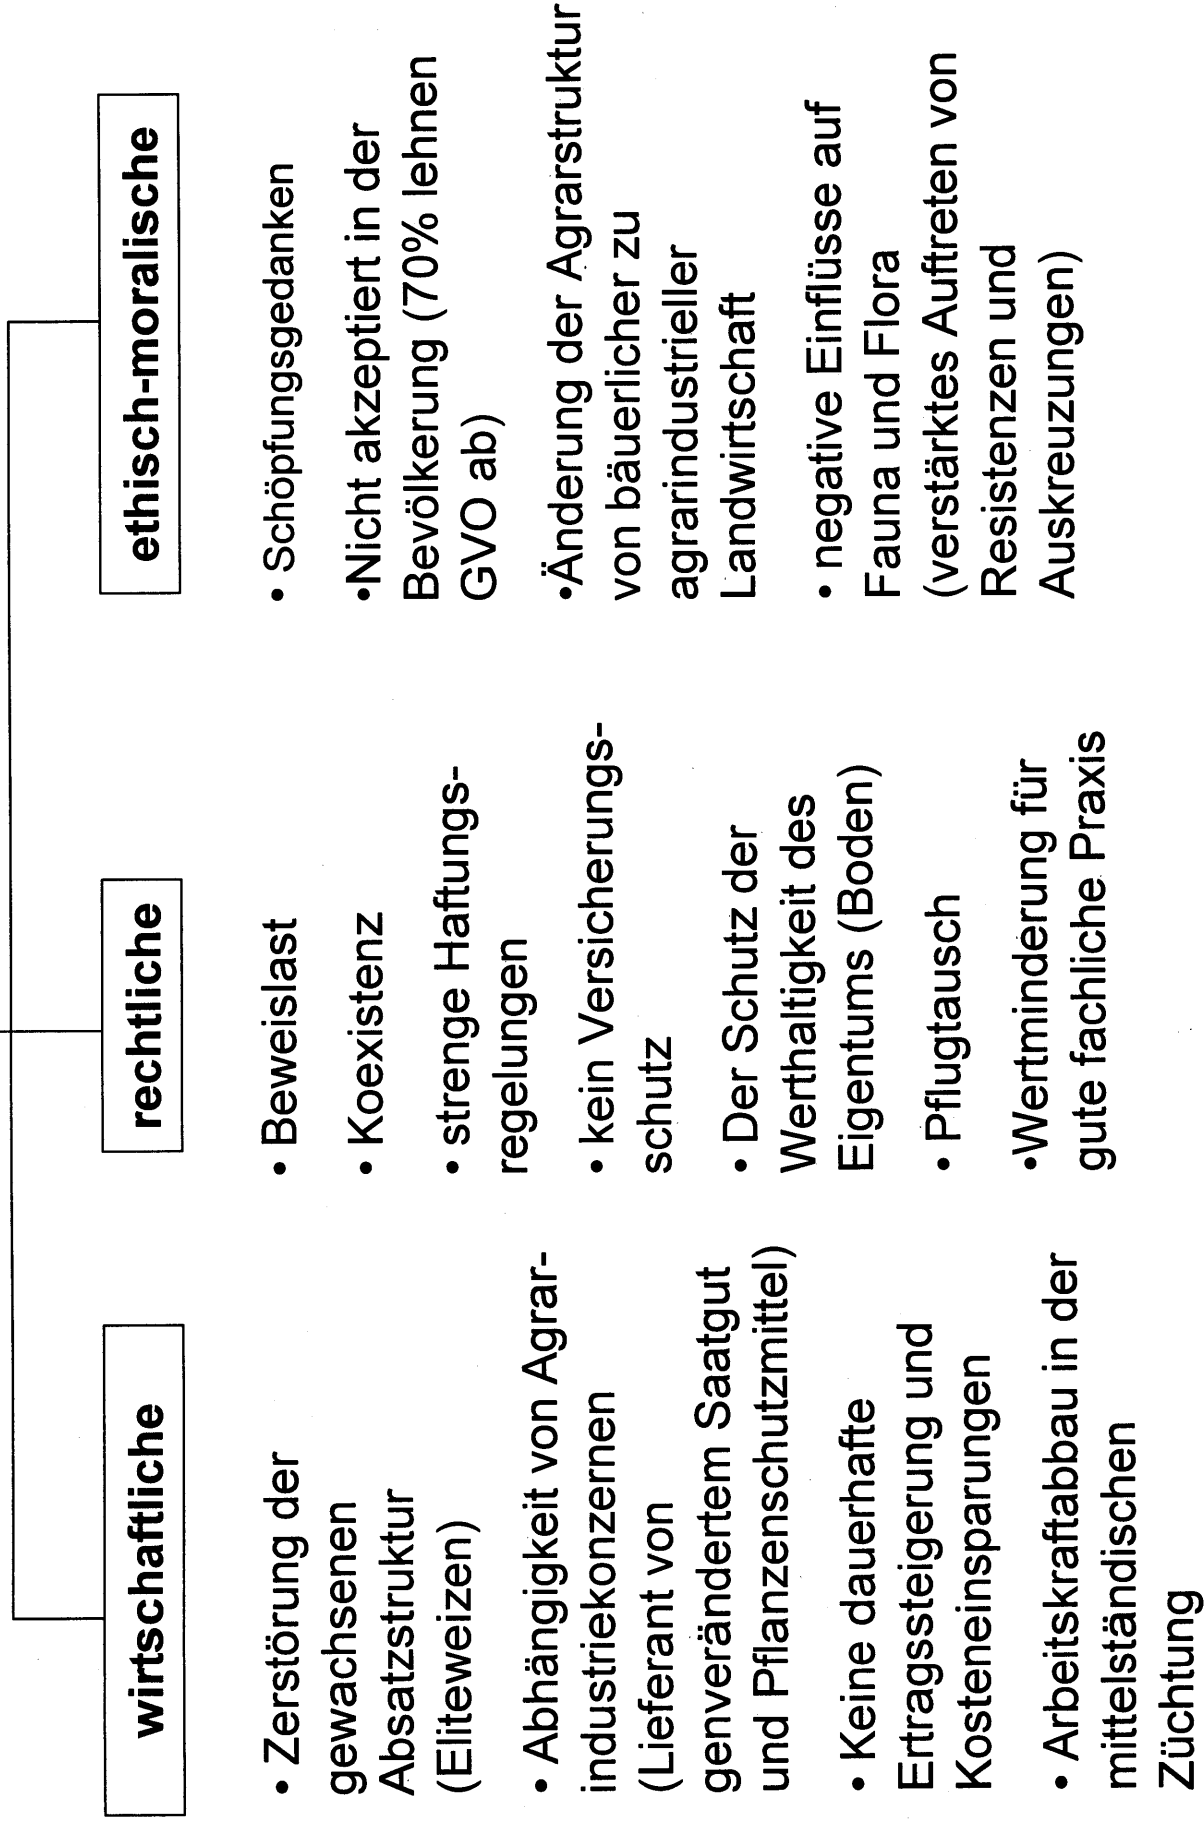 wirtschaftliche
• Zerstörung der
gewachsenen
Absatzstruktur
(Eliteweizen)
• Abhängigkeit von Agrar-
industriekonzernen
(Lieferant von
genverändertem Saatgut
und Pflanzenschutzmittel)
• Keine dauerhafte
Ertragssteigerung und
Kosteneinsparungen
• Arbeitskraftabbau in der
mittelständischen
Züchtung
rechtliche
• Beweislast
• Koexistenz
• strenge Haftungs-
regelungen
• kein Versicherungs-
schutz
• Der Schutz der
Werthaltigkeit des
Eigentums (Boden)
• Pflugtausch
•Wertminderung für
gute fachliche Praxis
ethisch-moralische
• Schöpfungsgedanken
•Nicht akzeptiert in der
Bevölkerung (70% lehnen
GVO ab)
•Änderung der Agrarstruktur
von bäuerlicher zu
agrarindustrieller
Landwirtschaft
• negative Einflüsse auf
Fauna und Flora
(verstärktes Auftreten von
Resistenzen und
Auskreuzungen)